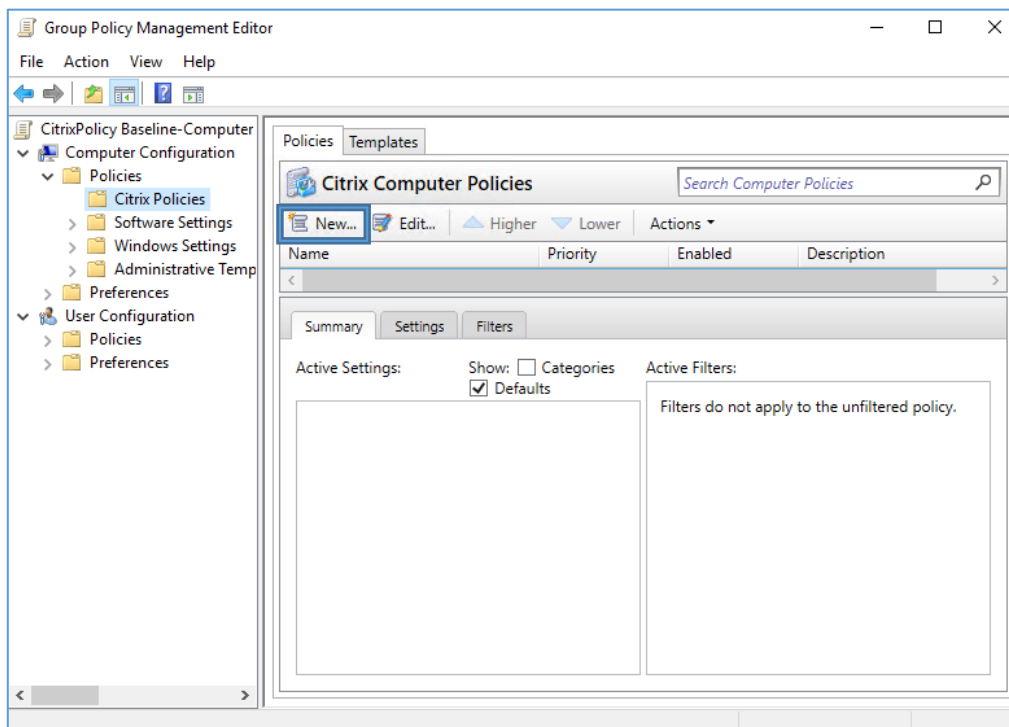 Group Policy Management Editor
File Action View Help
CitrixPolicy Baseline-Computer
Computer Configuration
Policies
Citrix Policies
Software Settings
Windows Settings
Administrative Temp
Preferences
User Configuration
Policies
Preferences
Policies Templates
Citrix Computer Policies Search Computer Policies
New... Edit... Higher Lower Actions
Name Priority Enabled Description
Summary Settings Filters
Active Settings: Show: Categories Active Filters:
Defaults
Filters do not apply to the unfiltered policy.